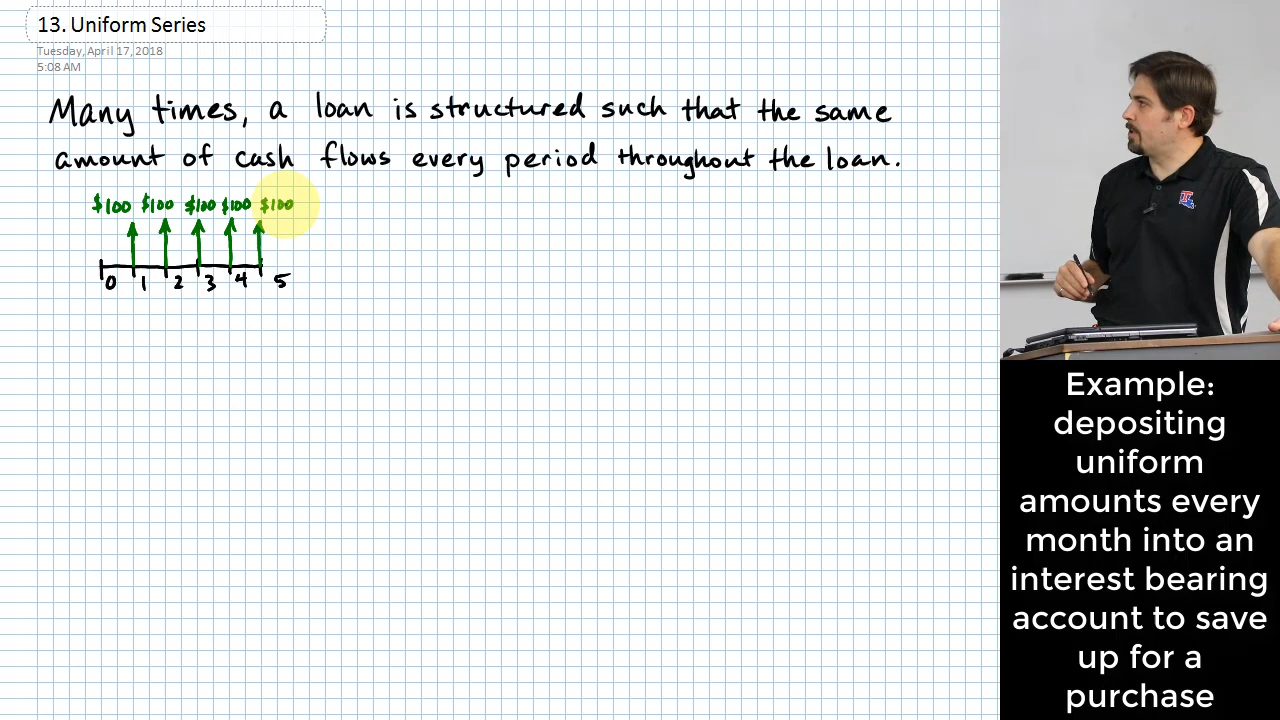 13. Uniform Series
Tuesday, April 17, 2018
5:08 AM
Many times, a loan is structured such that the same
amount of cash flows every period throughout the loan.
$100 $100 $100 $100 $100
0 1 2 3 4 5
Example:
depositing
uniform
amounts every
month into an
interest bearing
account to save
up for a
purchase